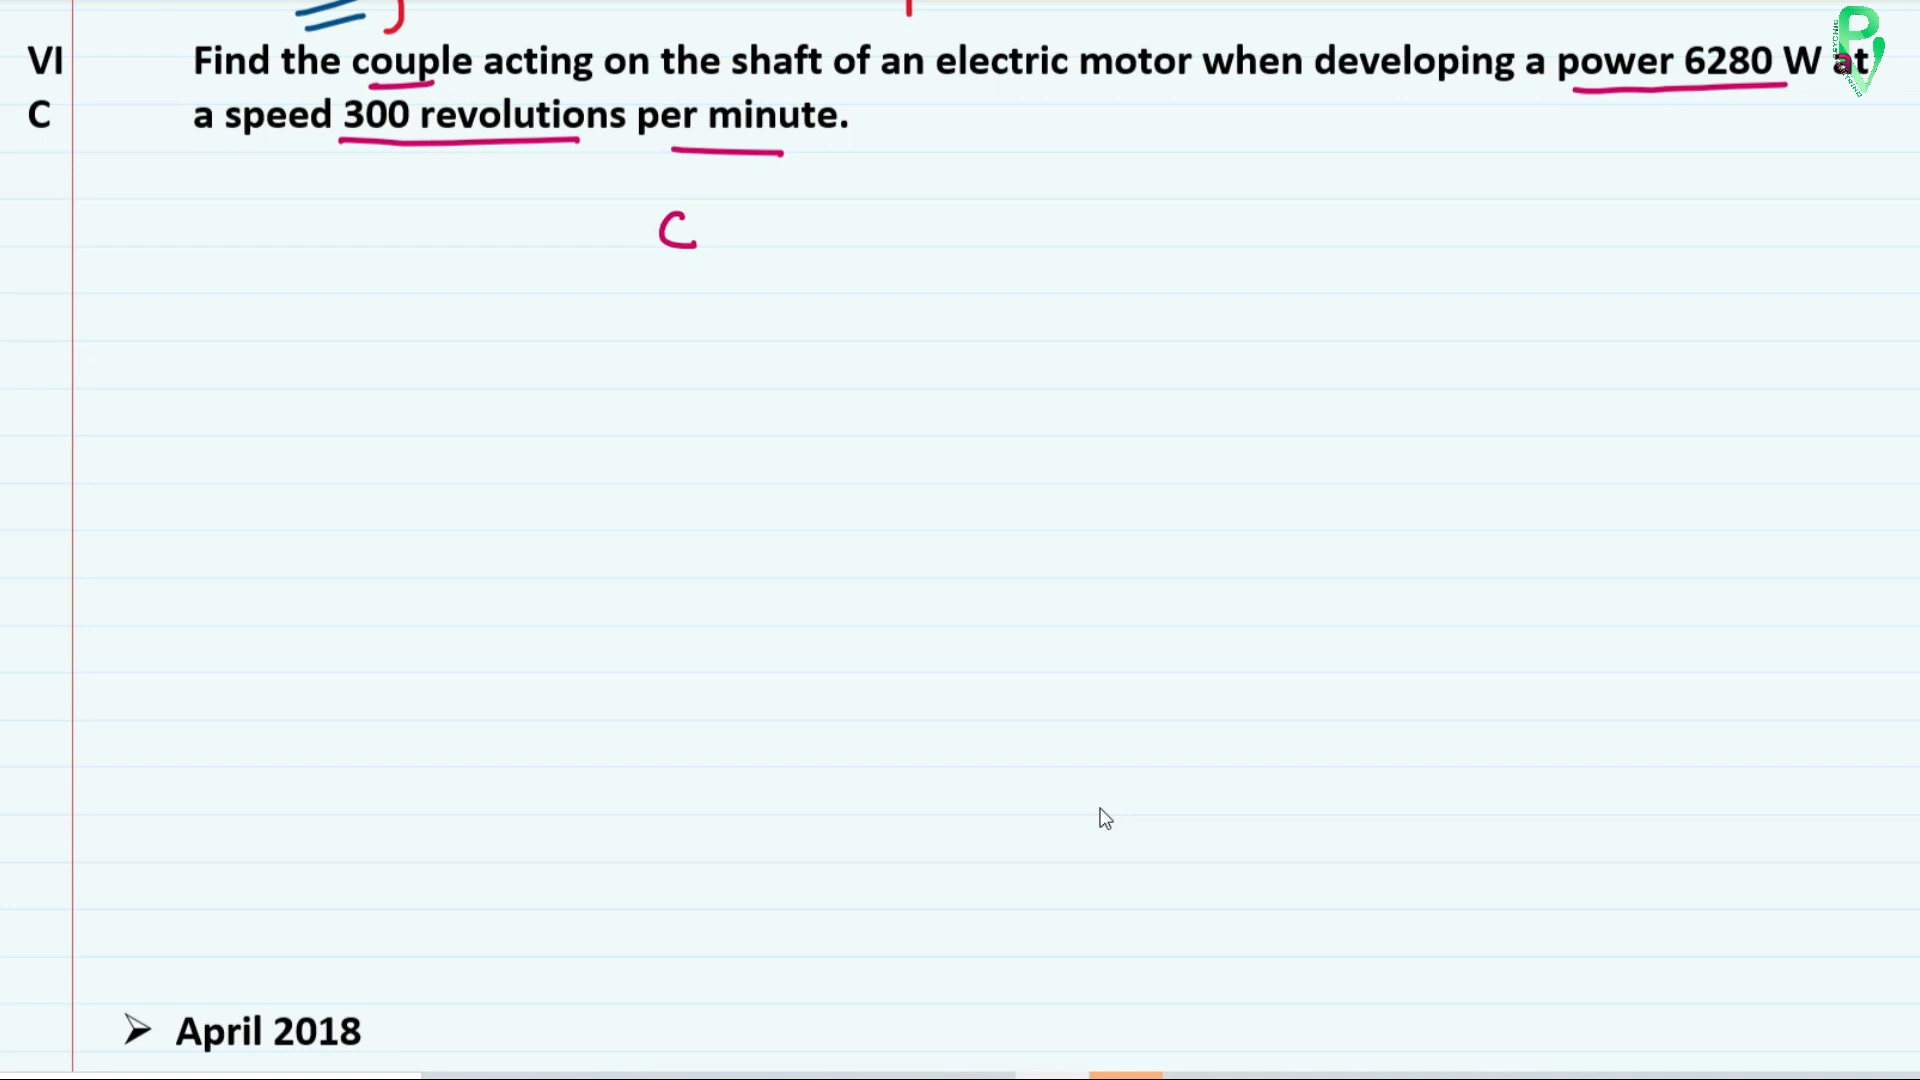 VI Find the couple acting on the shaft of an electric motor when developing a power 6280 W at
C a speed 300 revolutions per minute.
C
➢ April 2018